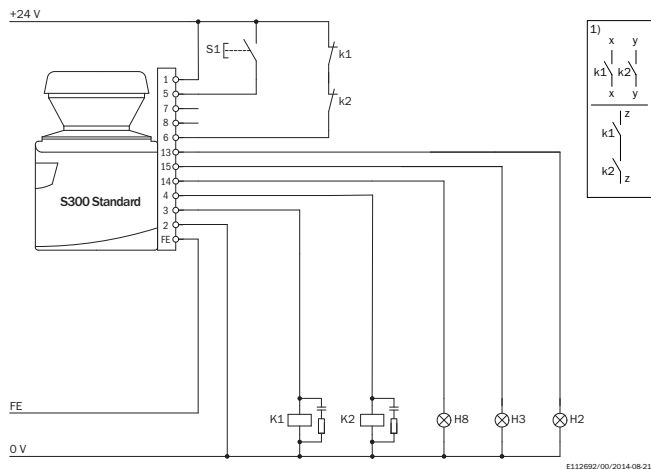 +24 V
S1
k1
k2
1
5
7
8
6
13
15
14
4
3
2
FE
S300 Standard
1)
x y
k1 k2
x y
z
k1
k2
z
FE
K1
K2
H8
H3
H2
0 V
E112692/00/2014-08-21